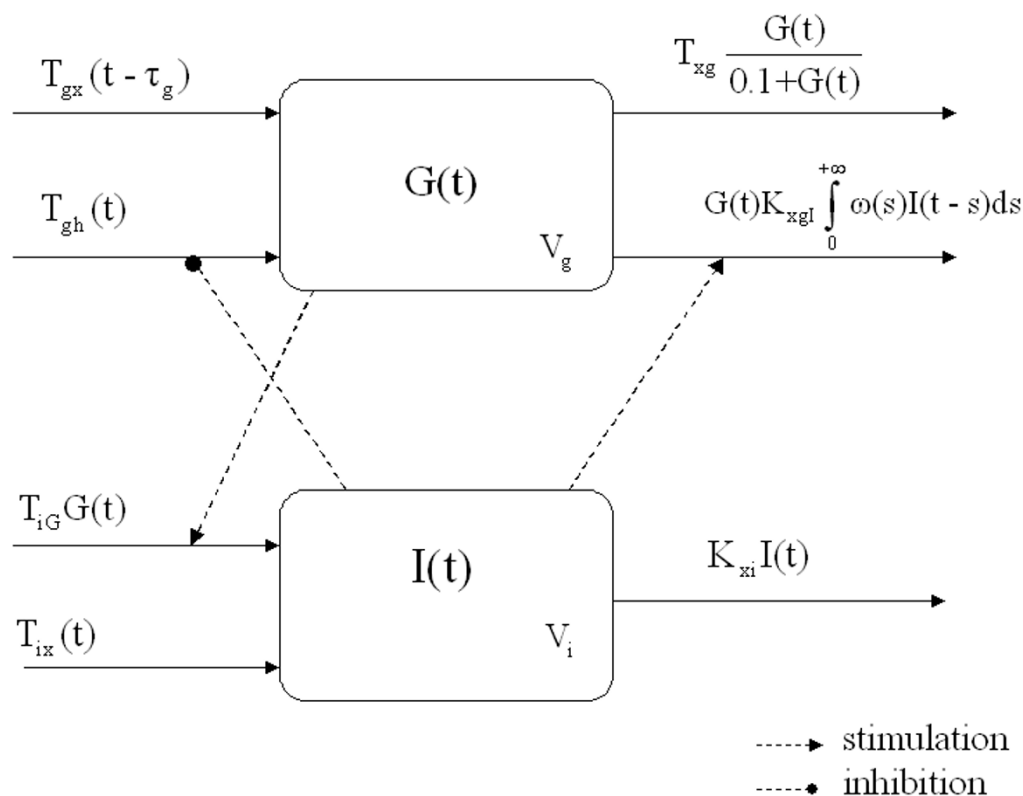 T_gx(t - τ_g)
T_xg G(t)/(0.1+G(t))
T_gh(t)
G(t)
V_g
G(t)K_xgI ∫_0^+∞ ω(s)I(t - s)ds
T_iG G(t)
I(t)
K_xi I(t)
T_ix(t)
V_i
stimulation
inhibition